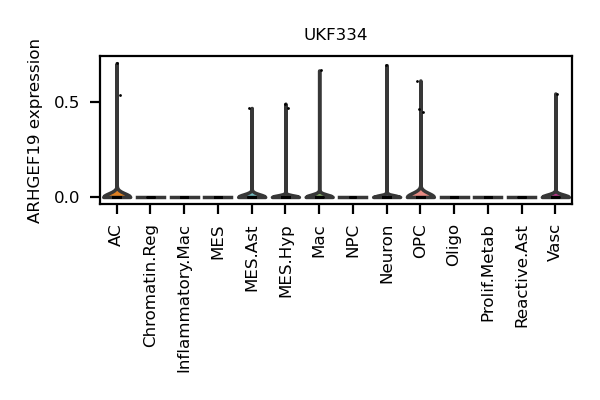 UKF334
ARHGEF19 expression
0.5
0.0
AC
Chromatin.Reg
Inflammatory.Mac
MES
MES.Ast
MES.Hyp
Mac
NPC
Neuron
OPC
Oligo
Prolif.Metab
Reactive.Ast
Vasc